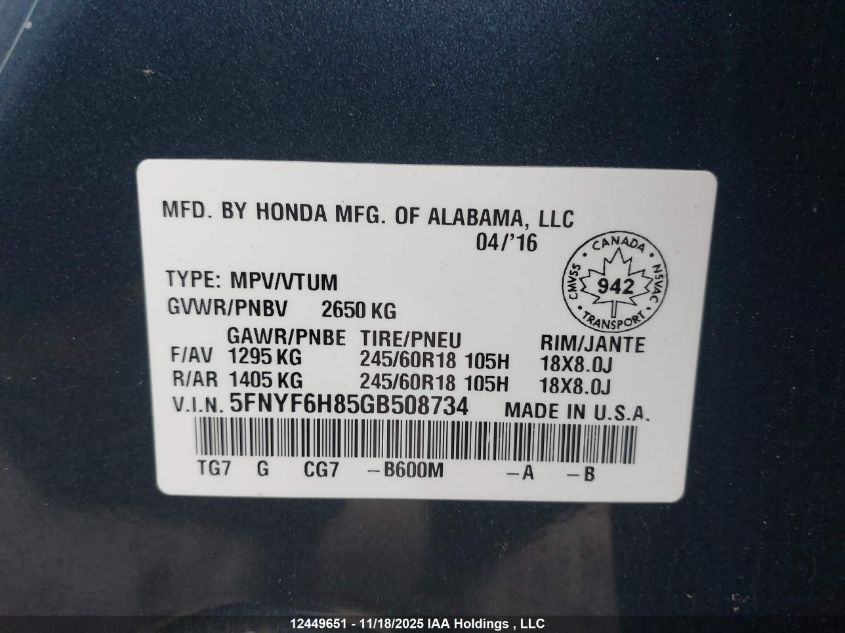 MFD. BY HONDA MFG. OF ALABAMA, LLC
04/'16
CANADA
CMVSS 942 NSVAC
TRANSPORT
TYPE: MPV/VTUM
GVWR/PNBV 2650 KG
GAWR/PNBE TIRE/PNEU RIM/JANTE
F/AV 1295 KG 245/60R18 105H 18X8.0J
R/AR 1405 KG 245/60R18 105H 18X8.0J
V.I.N. 5FNYF6H85GB508734 MADE IN U.S.A.
TG7 G CG7 -B600M -A -B
12449651 - 11/18/2025 IAA Holdings , LLC